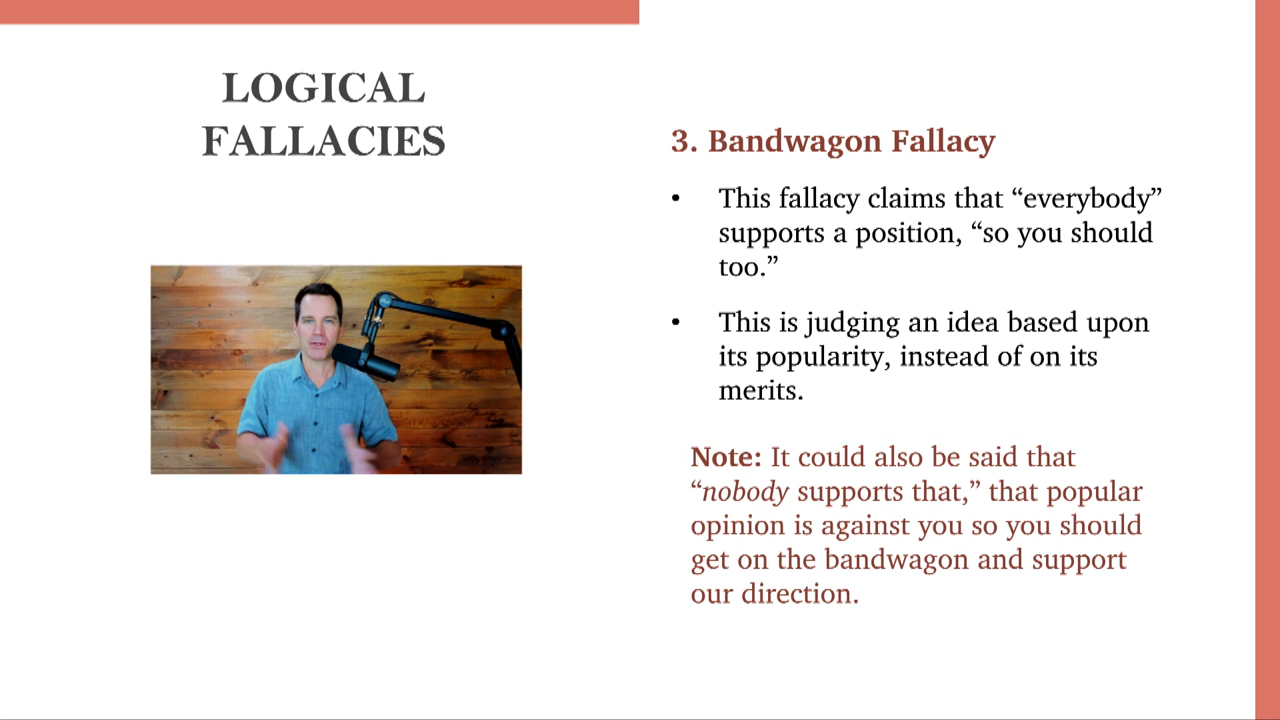 LOGICAL
FALLACIES
3. Bandwagon Fallacy
• This fallacy claims that “everybody”
supports a position, “so you should
too.”
• This is judging an idea based upon
its popularity, instead of on its
merits.
Note: It could also be said that
“nobody supports that,” that popular
opinion is against you so you should
get on the bandwagon and support
our direction.